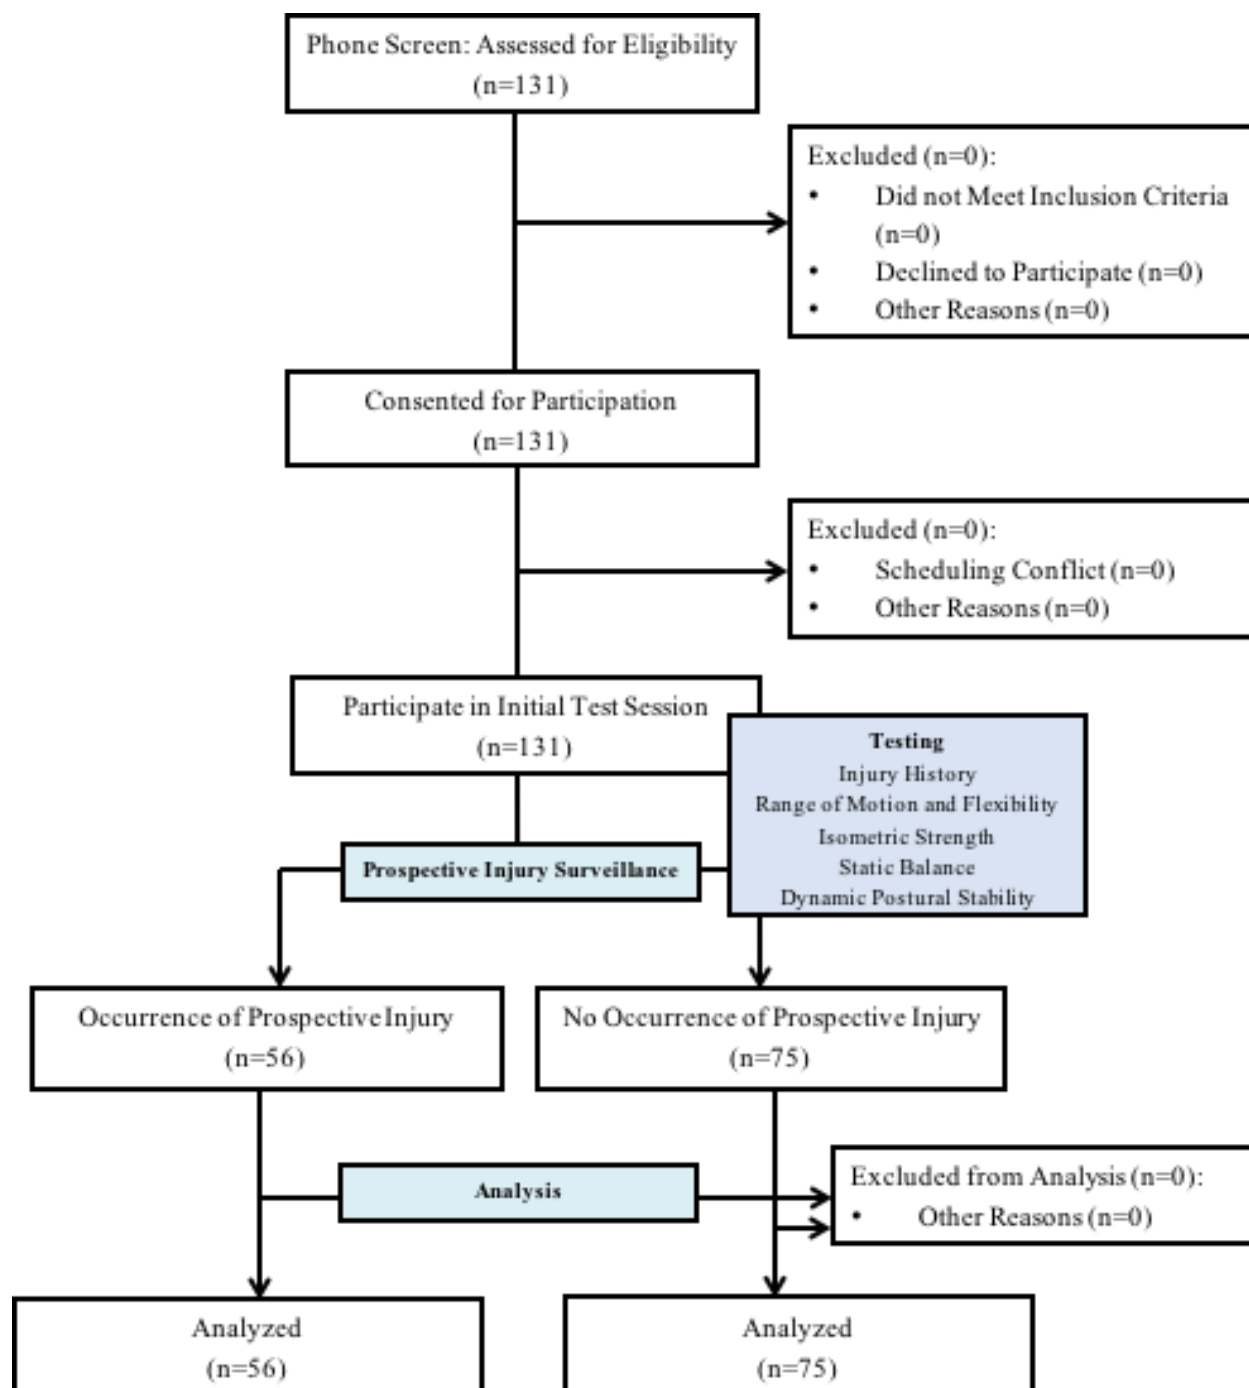 Phone Screen: Assessed for Eligibility
(n=131)
Excluded (n=0):
• Did not Meet Inclusion Criteria
(n=0)
• Declined to Participate (n=0)
• Other Reasons (n=0)
Consented for Participation
(n=131)
Excluded (n=0):
• Scheduling Conflict (n=0)
• Other Reasons (n=0)
Participate in Initial Test Session
(n=131)
Testing
Injury History
Range of Motion and Flexibility
Isometric Strength
Static Balance
Dynamic Postural Stability
Prospective Injury Surveillance
Occurrence of Prospective Injury
(n=56)
No Occurrence of Prospective Injury
(n=75)
Analysis
Excluded from Analysis (n=0):
• Other Reasons (n=0)
Analyzed
(n=56)
Analyzed
(n=75)